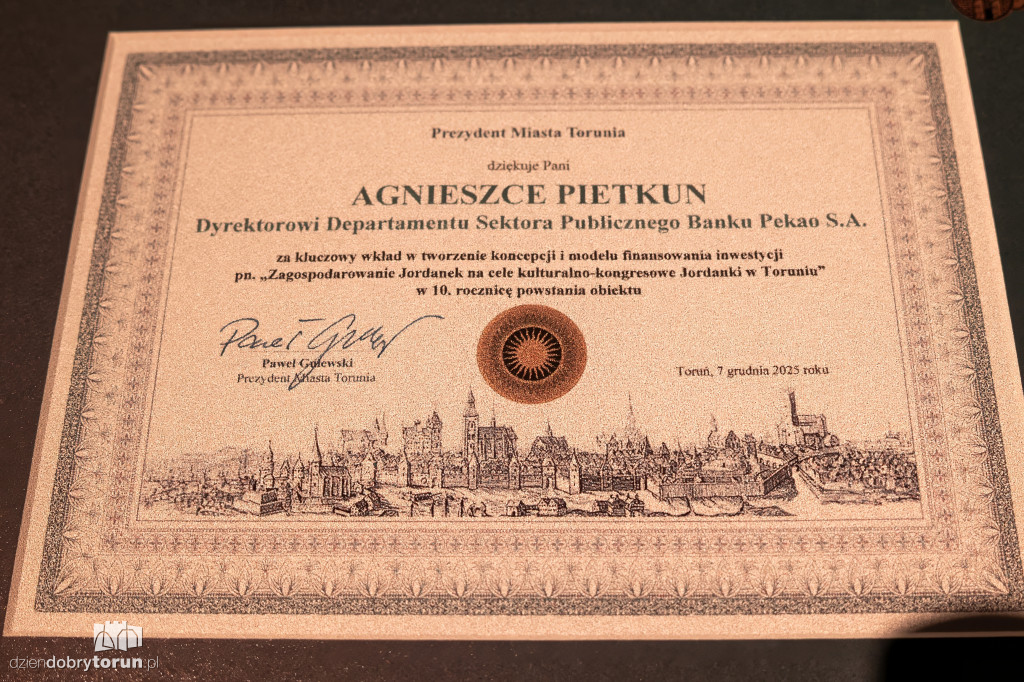 Prezydent Miasta Torunia
dziękuje Pani
AGNIESZCE PIETKUN
Dyrektorowi Departamentu Sektora Publicznego Banku Pekao S.A.
za kluczowy wkład w tworzenie koncepcji i modelu finansowania inwestycji
pn. „Zagospodarowanie Jordanek na cele kulturalno-kongresowe Jordanki w Toruniu”
w 10. rocznicę powstania obiektu
Paweł Gulewski
Prezydent Miasta Torunia
Toruń, 7 grudnia 2025 roku
dziendobrytorun.pl